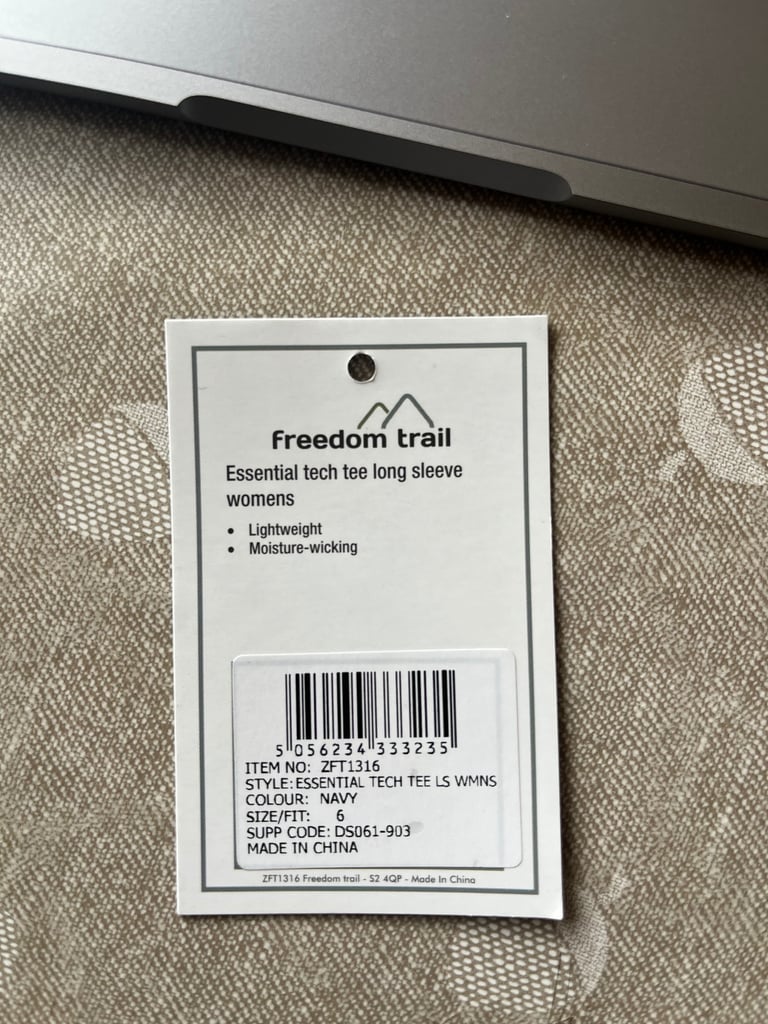 freedom trail
Essential tech tee long sleeve
womens
• Lightweight
• Moisture-wicking
5 056234 333235
ITEM NO: ZFT1316
STYLE: ESSENTIAL TECH TEE LS WMNS
COLOUR: NAVY
SIZE/FIT: 6
SUPP CODE: DS061-903
MADE IN CHINA
ZFT1316 Freedom trail - S2 4QP - Made In China